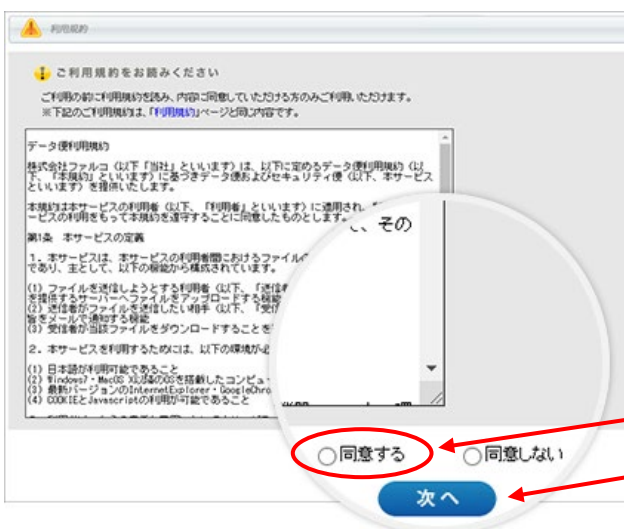 利用規約
ご利用規約をお読みください
ご利用の前に利用規約を読み、内容に同意していただける方のみご利用いただけます。
※下記のご利用規約は、「利用規約」ページと同じ内容です。
データ便利用規約
株式会社ファルコ（以下「当社」といいます）は、以下に定めるデータ便利用規約（以
下、「本規約」といいます）に基づきデータ便およびセキュリティ便（以下、本サービス
といいます）を提供いたします。
本規約は本サービスの利用者（以下、「利用者」といいます）に適用され、
ービスの利用をもって本規約を遵守することに同意したものとします。
て、その
第1条 本サービスの定義
1. 本サービスは、本サービスの利用者間におけるファイルの
であり、主として、以下の機能から構成されています。
(1) ファイルを送信しようとする利用者（以下、「送信者
を提供するサーバーへファイルをアップロードする機能
(2) 送信者がファイルを送信したい相手（以下、「受信
旨をメールで通知する機能
(3) 受信者が当該ファイルをダウンロードすることを
2. 本サービスを利用するためには、以下の環境が必
(1) 日本語が利用可能であること
(2) Windows7・MacOS X以降のOSを搭載したコンピュー
(3) 最新バージョンのInternetExplorer・GoogleChro
(4) COOKIEとJavascriptの利用が可能であること
同意する 同意しない
次へ